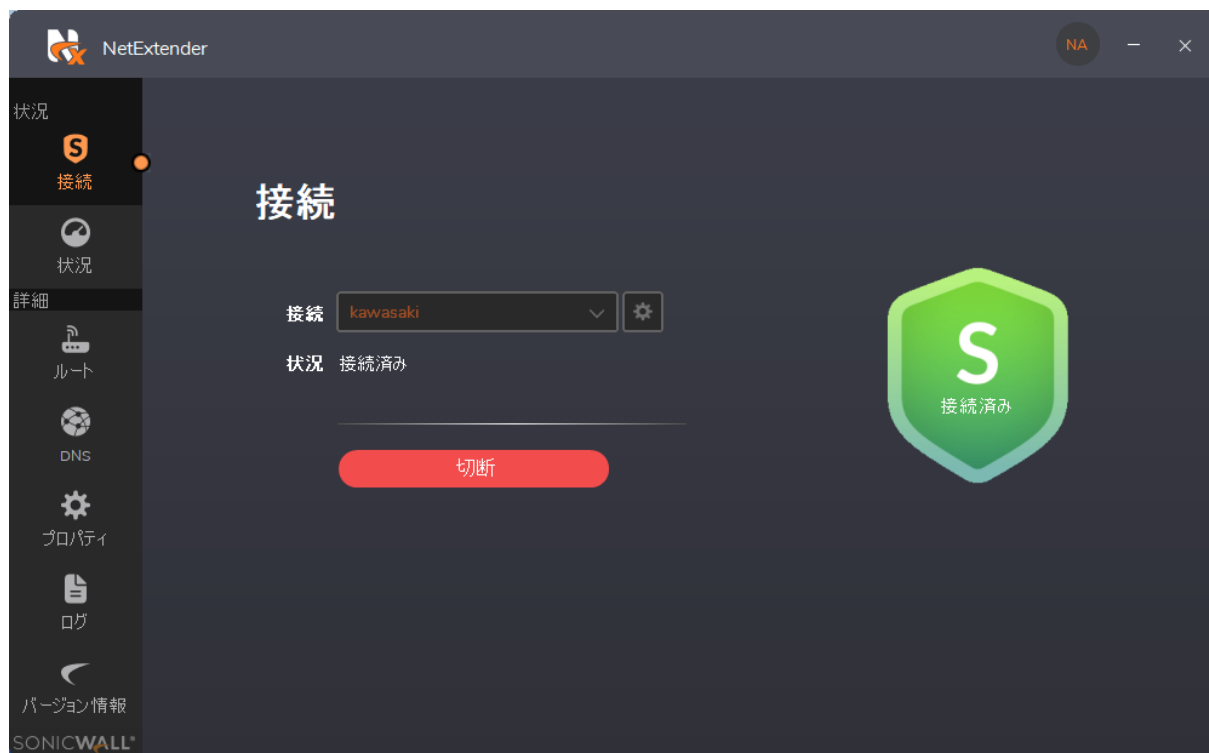 NetExtender
NA
状況
接続
状況
詳細
ルート
DNS
プロパティ
ログ
バージョン情報
SONICWALL®
接続
接続 kawasaki
状況 接続済み
切断
S
接続済み